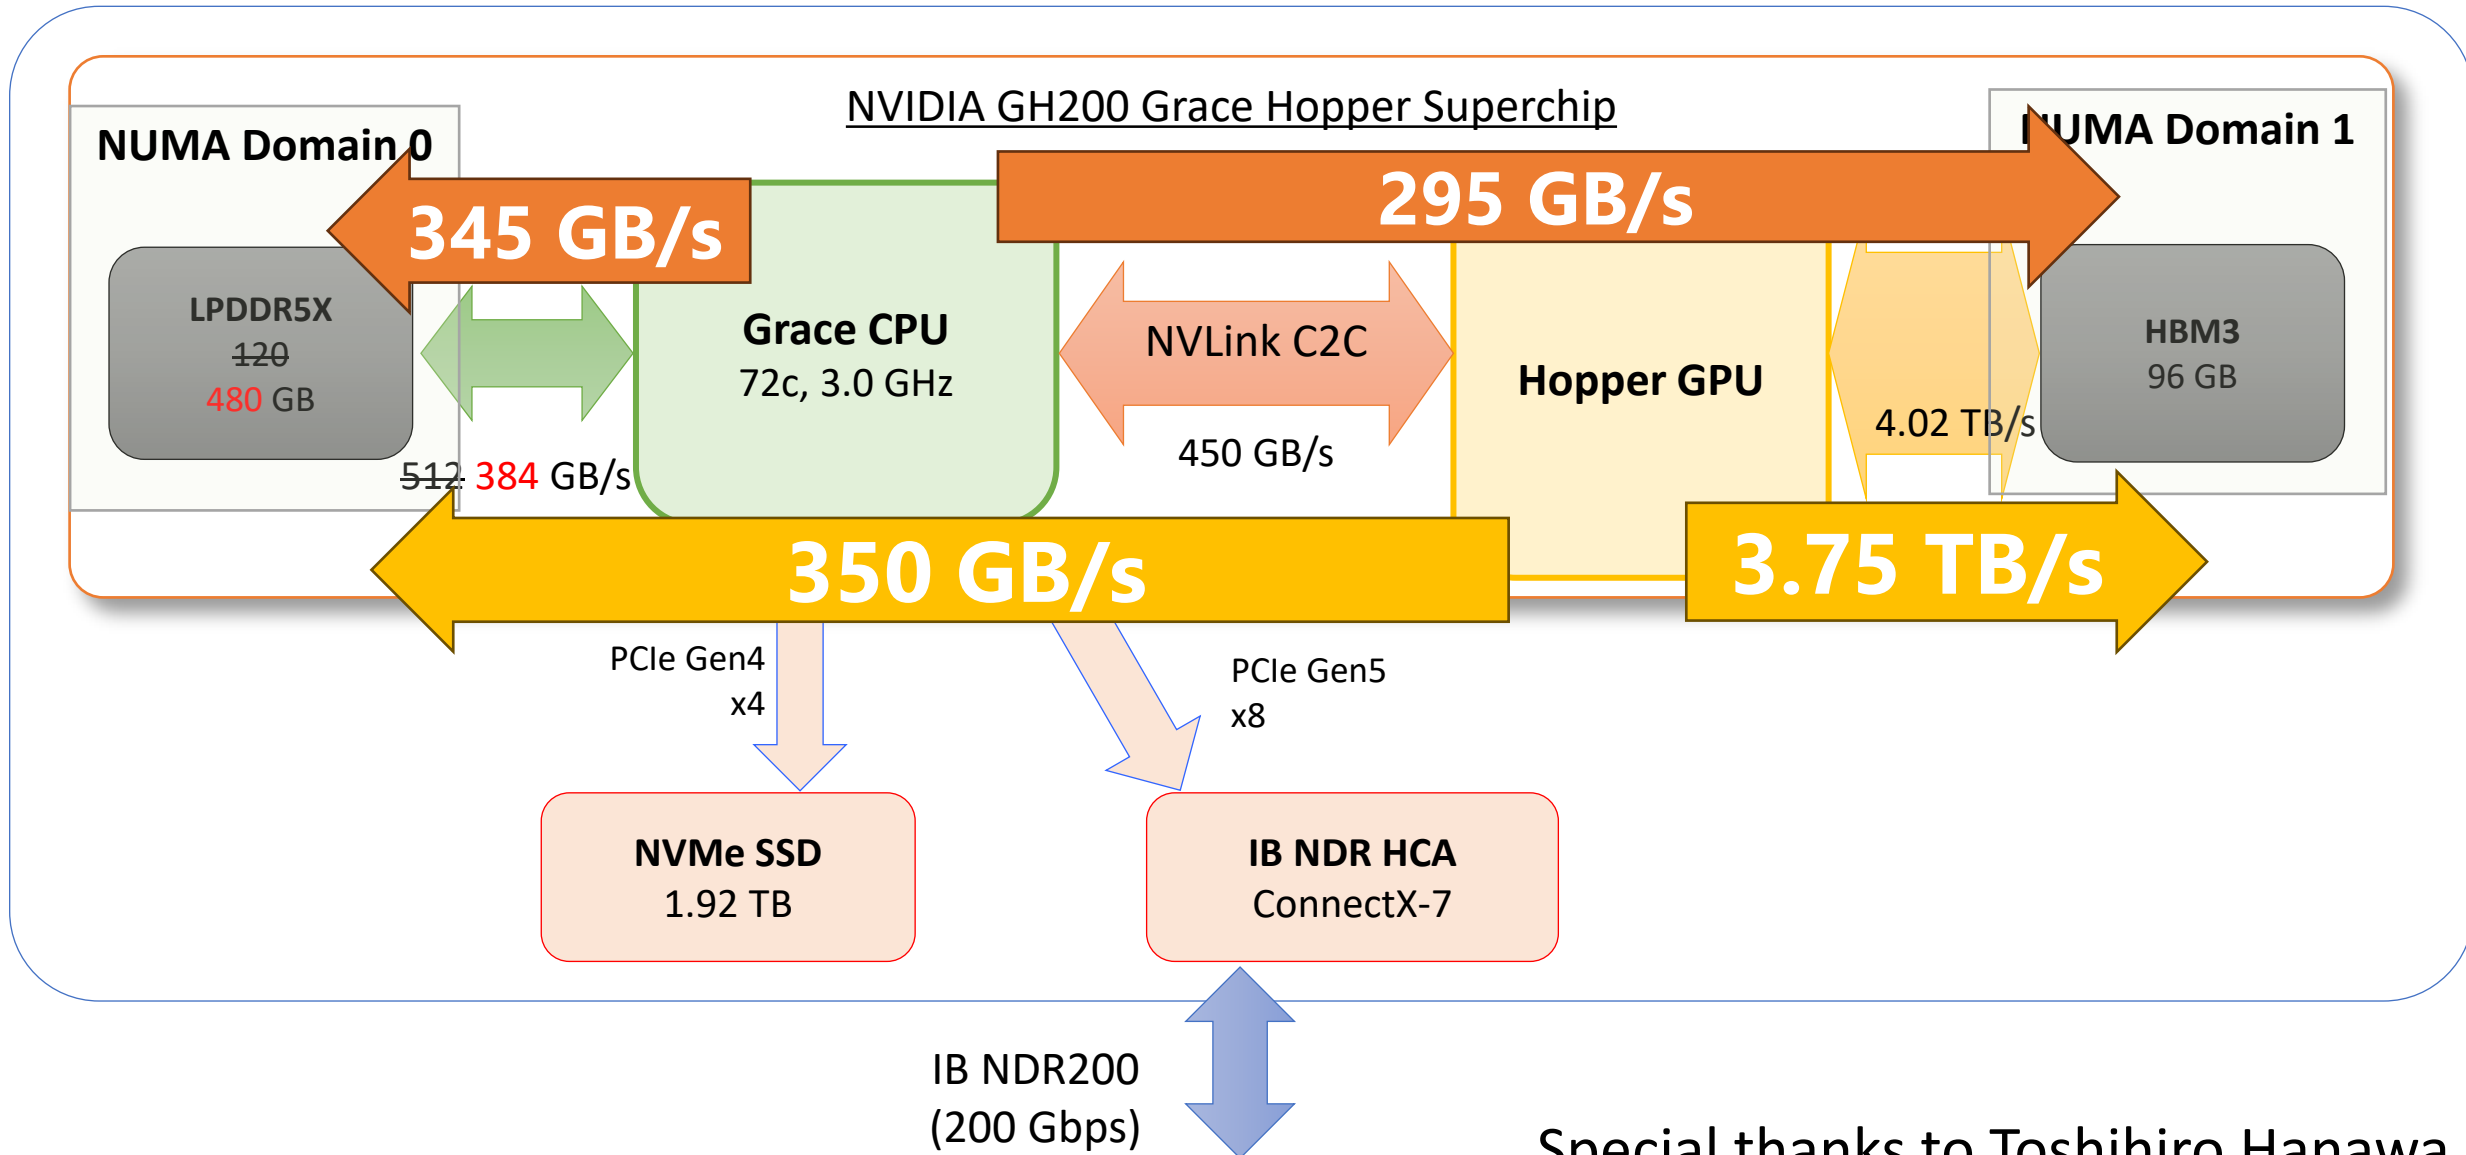 NVIDIA GH200 Grace Hopper Superchip
NUMA Domain 0
NUMA Domain 1
345 GB/s
295 GB/s
LPDDR5X
120
480 GB
512 384 GB/s
Grace CPU
72c, 3.0 GHz
NVLink C2C
450 GB/s
Hopper GPU
4.02 TB/s
HBM3
96 GB
350 GB/s
3.75 TB/s
PCIe Gen4
x4
PCIe Gen5
x8
NVMe SSD
1.92 TB
IB NDR HCA
ConnectX-7
IB NDR200
(200 Gbps)
Special thanks to Toshihiro Hanawa